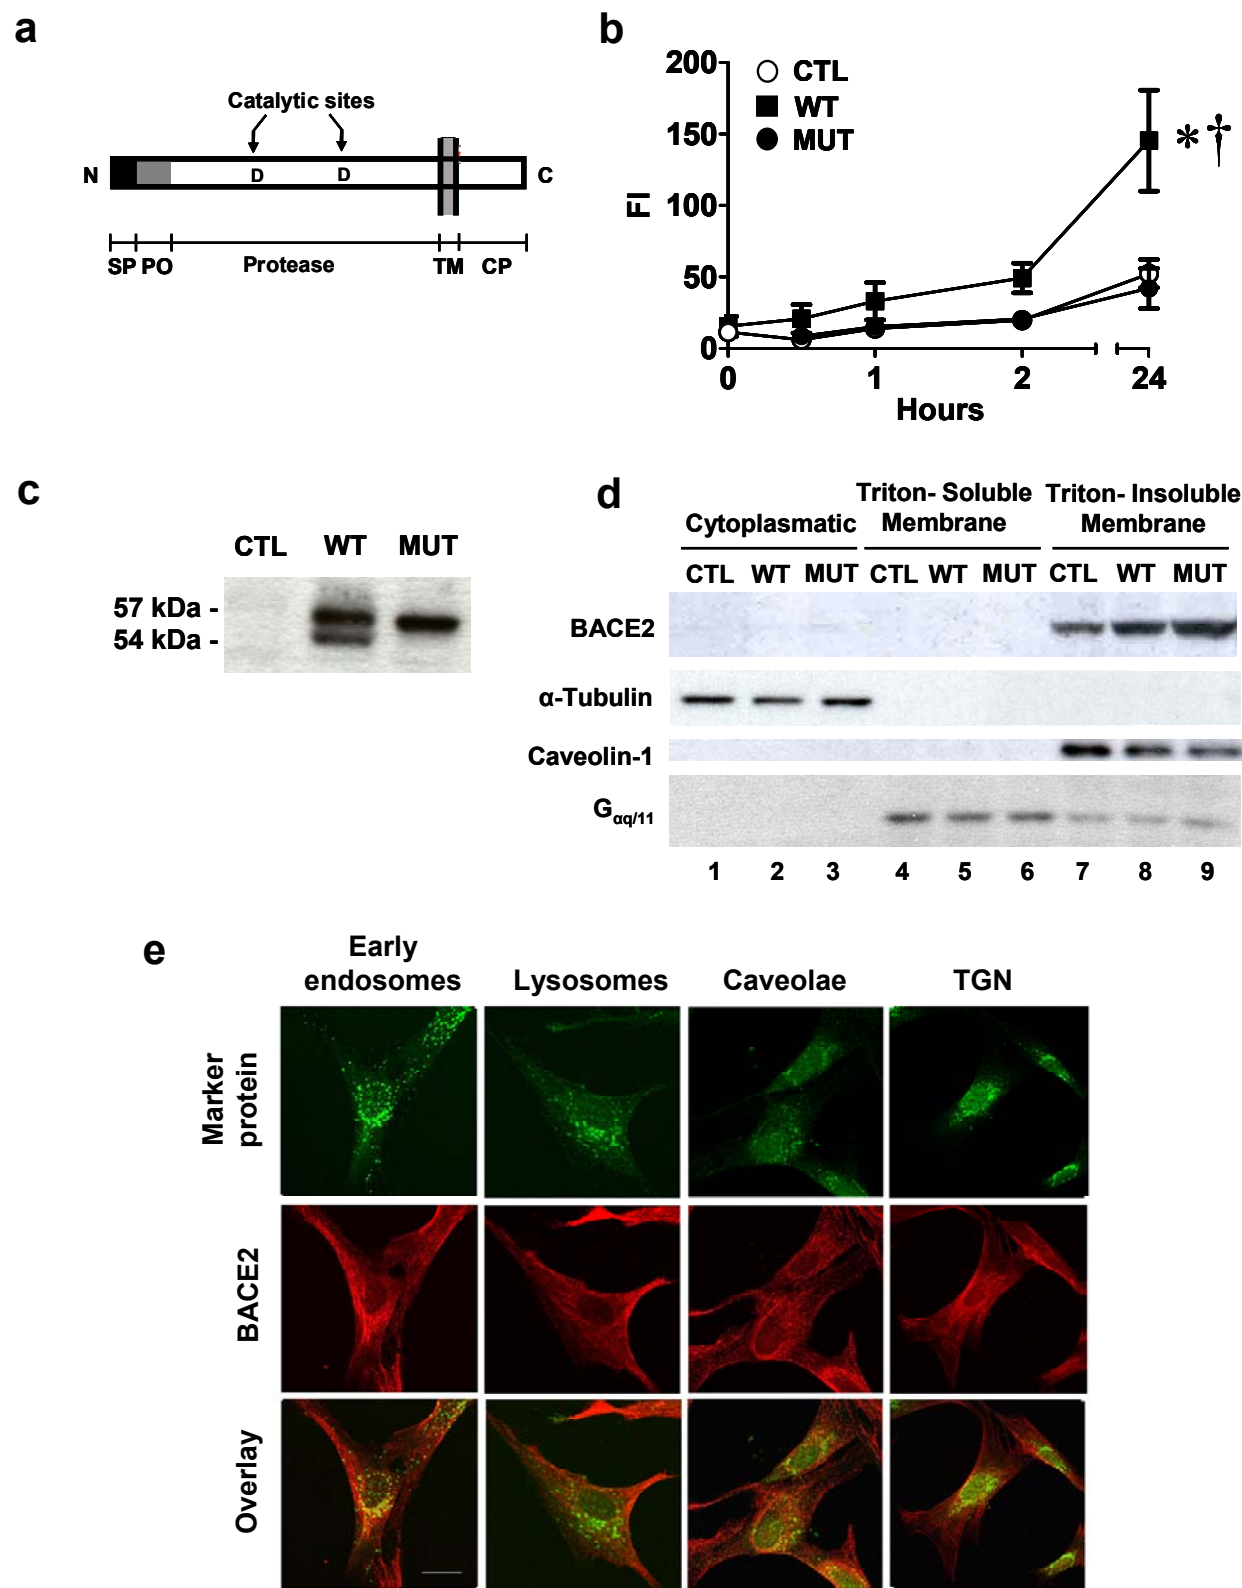 a
Catalytic sites
N
D
D
C
SP
PO
Protease
TM
CP
b
200
150
100
50
0
FI
CTL
WT
MUT
*†
0
1
2
24
Hours
c
CTL WT MUT
57 kDa -
54 kDa -
d
Cytoplasmatic
Triton- Soluble
Membrane
Triton- Insoluble
Membrane
CTL WT MUT CTL WT MUT CTL WT MUT
BACE2
α-Tubulin
Caveolin-1
Gαq/11
1 2 3 4 5 6 7 8 9
e
Early
endosomes
Lysosomes
Caveolae
TGN
Marker
protein
BACE2
Overlay